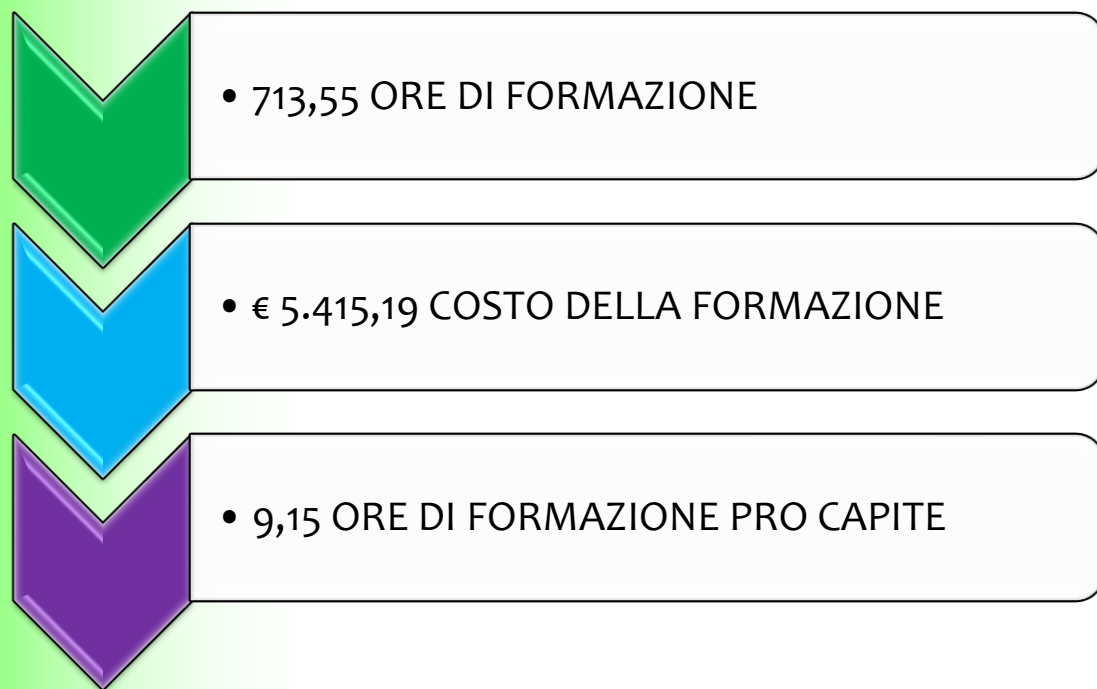 • 713,55 ORE DI FORMAZIONE
• € 5.415,19 COSTO DELLA FORMAZIONE
• 9,15 ORE DI FORMAZIONE PRO CAPITE